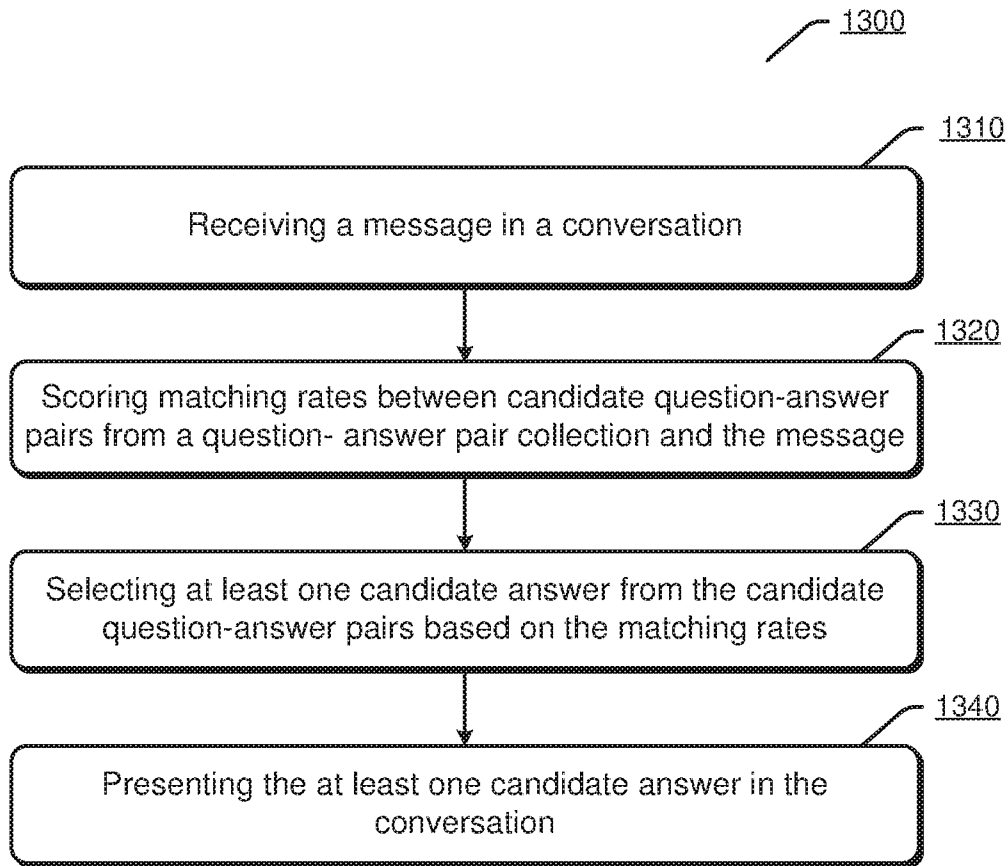 1300
1310
Receiving a message in a conversation
1320
Scoring matching rates between candidate question-answer
pairs from a question- answer pair collection and the message
1330
Selecting at least one candidate answer from the candidate
question-answer pairs based on the matching rates
1340
Presenting the at least one candidate answer in the
conversation